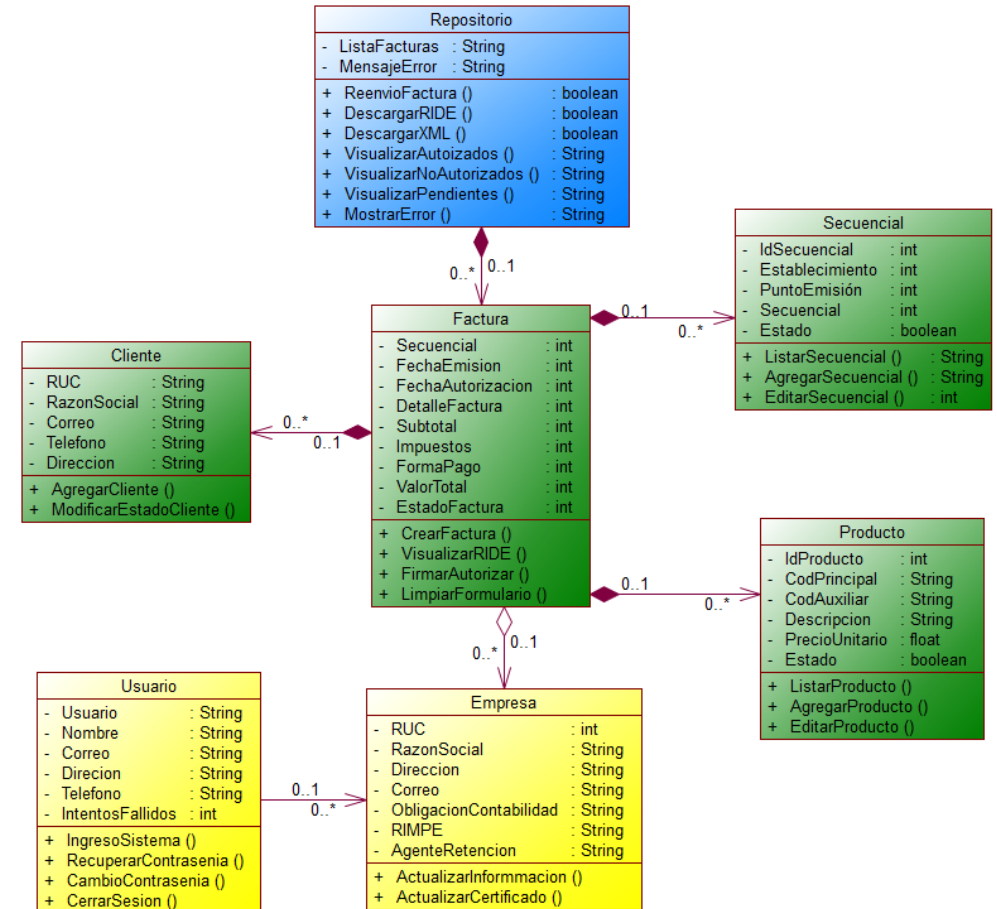 Repositorio
- ListaFacturas : String
- MensajeError : String
+ ReenvioFactura () : boolean
+ DescargarRIDE () : boolean
+ DescargarXML () : boolean
+ VisualizarAutoizados () : String
+ VisualizarNoAutorizados () : String
+ VisualizarPendientes () : String
+ MostrarError () : String
0..1
0..*
Secuencial
- IdSecuencial : int
- Establecimiento : int
- PuntoEmisión : int
- Secuencial : int
- Estado : boolean
+ ListarSecuencial () : String
+ AgregarSecuencial () : String
+ EditarSecuencial () : int
0..1
0..*
Factura
- Secuencial : int
- FechaEmision : int
- FechaAutorizacion : int
- DetalleFactura : int
- Subtotal : int
- Impuestos : int
- FormaPago : int
- ValorTotal : int
- EstadoFactura : int
+ CrearFactura ()
+ VisualizarRIDE ()
+ FirmarAutorizar ()
+ LimpiarFormulario ()
Cliente
- RUC : String
- RazonSocial : String
- Correo : String
- Telefono : String
- Direccion : String
+ AgregarCliente ()
+ ModificarEstadoCliente ()
0..*
0..1
Producto
- IdProducto : int
- CodPrincipal : String
- CodAuxiliar : String
- Descripcion : String
- PrecioUnitario : float
- Estado : boolean
+ ListarProducto ()
+ AgregarProducto ()
+ EditarProducto ()
0..1
0..*
0..1
0..*
Usuario
- Usuario : String
- Nombre : String
- Correo : String
- Direcion : String
- Telefono : String
- IntentosFallidos : int
+ IngresoSistema ()
+ RecuperarContrasenia ()
+ CambioContrasenia ()
+ CerrarSesion ()
0..1
0..*
Empresa
- RUC : int
- RazonSocial : String
- Direccion : String
- Correo : String
- ObligacionContabilidad : String
- RIMPE : String
- AgenteRetencion : String
+ ActualizarInformmacion ()
+ ActualizarCertificado ()